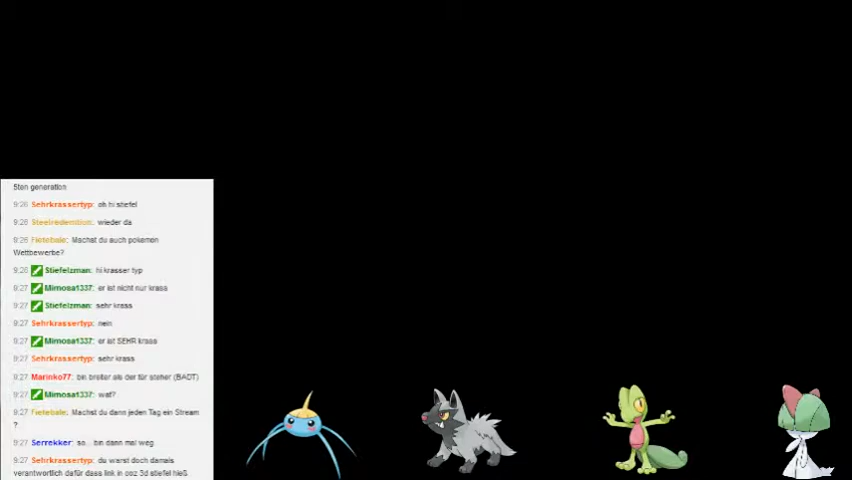 5ten generation
9:26 Sehrkrassertyp: oh hi stiefel
9:26 Steelredemtion: wieder da
9:26 Fietebale: Machst du auch pokemon
Wettbewerbe?
9:26 Stiefelzman: hi krasser typ
9:27 Mimosa1337: er ist nicht nur krass
9:27 Stiefelzman: sehr krass
9:27 Sehrkrassertyp: nein
9:27 Mimosa1337: er ist SEHR krass
9:27 Sehrkrassertyp: sehr krass
9:27 Marinko77: bin breiter als der tür steher (BADT)
9:27 Mimosa1337: wat?
9:27 Fietebale: Machst du dann jeden Tag ein Stream
?
9:27 Serrekker: so... bin dann mal weg
9:27 Sehrkrassertyp: du warst doch damals
verantwortlich dafür dass link in ooz 3d stiefel hieß